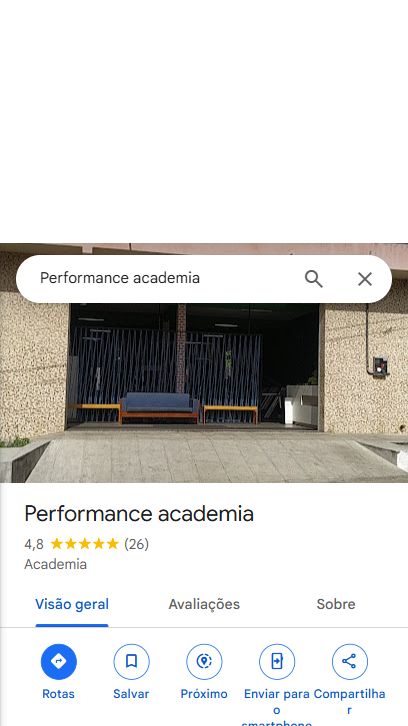 Performance academia
Performance academia
4,8 (26)
Academia
Visão geral Avaliações Sobre
Rotas Salvar Próximo Enviar para o smartphone Compartilhar